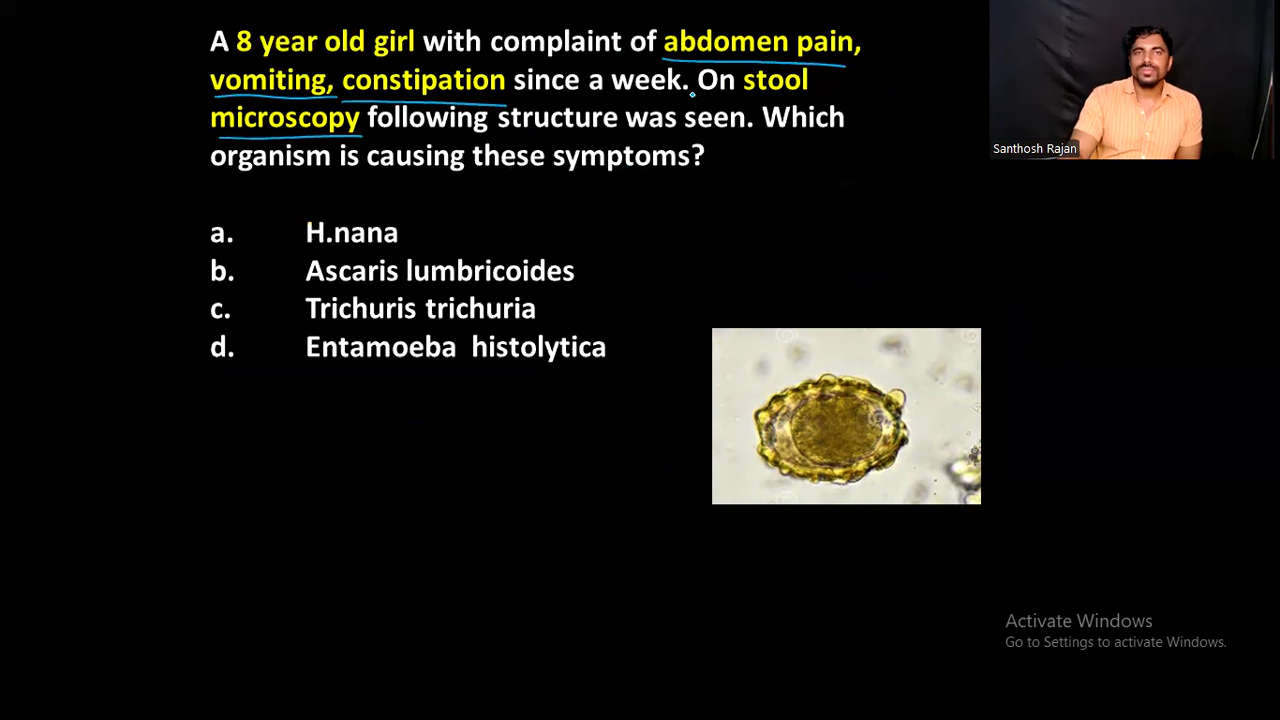 A 8 year old girl with complaint of abdomen pain,
vomiting, constipation since a week. On stool
microscopy following structure was seen. Which
organism is causing these symptoms?
a. H.nana
b. Ascaris lumbricoides
c. Trichuris trichuria
d. Entamoeba histolytica
Santhosh Rajan
Activate Windows
Go to Settings to activate Windows.